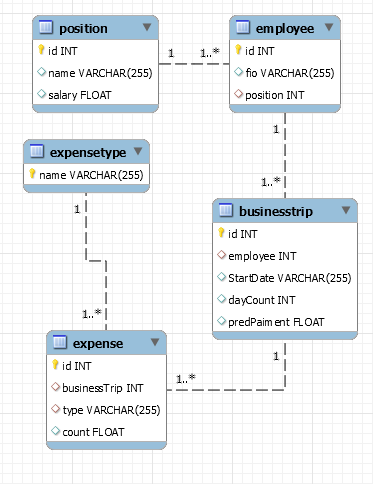 position
id INT
name VARCHAR(255)
salary FLOAT
1
1..*
employee
id INT
fio VARCHAR(255)
position INT
1
1..*
expensetype
name VARCHAR(255)
1
1..*
businesstrip
id INT
employee INT
StartDate VARCHAR(255)
dayCount INT
predPaiment FLOAT
1
1..*
expense
id INT
businessTrip INT
type VARCHAR(255)
count FLOAT